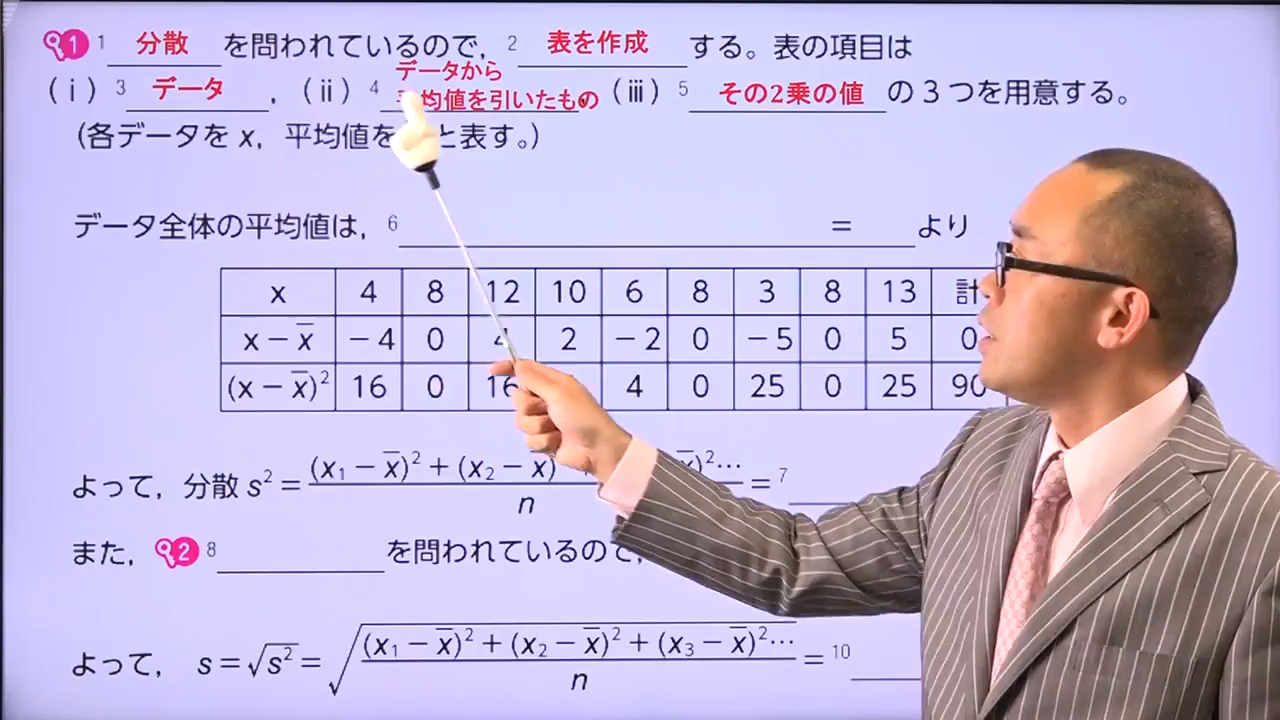 1 1 分散 を問われているので, 2 表を作成 する。表の項目は
(ⅰ) 3 データ , (ⅱ) 4 データから
均値を引いたもの , (ⅲ) 5 その2乗の値 の3つを用意する。
(各データを x, 平均値を と表す。)
データ全体の平均値は, 6 = より
x 4 8 12 10 6 8 3 8 13 計
x − x̄ −4 0 4 2 −2 0 −5 0 5 0
(x − x̄)² 16 0 16 4 0 25 0 25 90
よって, 分散 s² = (x₁ − x̄)² + (x₂ − x̄) x̄)²… / n = 7
また, 2 8 を問われているので,
よって, s = √s² = √((x₁ − x̄)² + (x₂ − x̄)² + (x₃ − x̄)²… / n) = 10